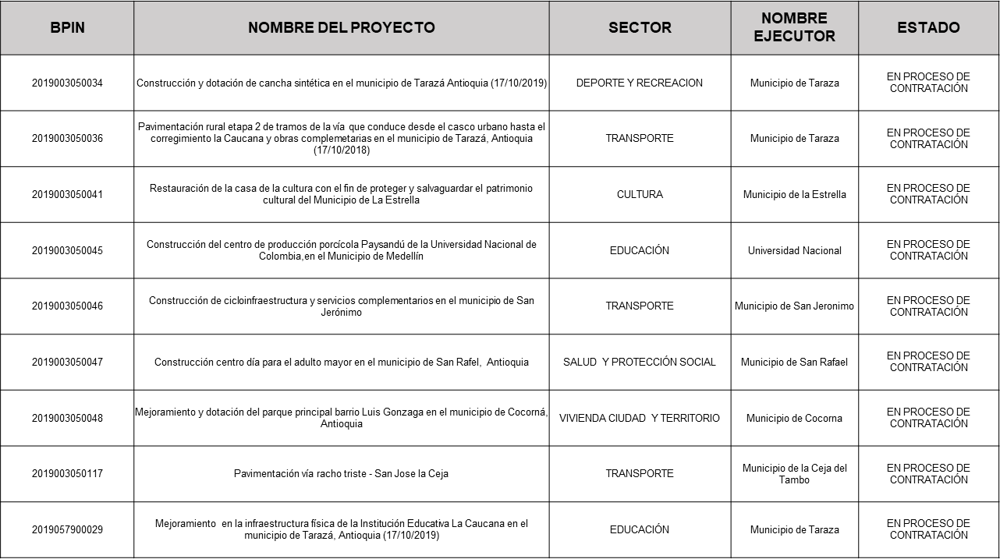 BPIN
NOMBRE DEL PROYECTO
SECTOR
NOMBRE
EJECUTOR
ESTADO
2019003050034
Construcción y dotación de cancha sintética en el municipio de Tarazá Antioquia (17/10/2019)
DEPORTE Y RECREACION
Municipio de Taraza
EN PROCESO DE
CONTRATACIÓN
2019003050036
Pavimentación rural etapa 2 de tramos de la vía que conduce desde el casco urbano hasta el
corregimiento la Caucana y obras complemetarias en el municipio de Tarazá, Antioquia
(17/10/2018)
TRANSPORTE
Municipio de Taraza
EN PROCESO DE
CONTRATACIÓN
2019003050041
Restauración de la casa de la cultura con el fin de proteger y salvaguardar el patrimonio
cultural del Municipio de La Estrella
CULTURA
Municipio de la Estrella
EN PROCESO DE
CONTRATACIÓN
2019003050045
Construcción del centro de producción porcícola Paysandú de la Universidad Nacional de
Colombia,en el Municipio de Medellín
EDUCACIÓN
Universidad Nacional
EN PROCESO DE
CONTRATACIÓN
2019003050046
Construcción de cicloinfraestructura y servicios complementarios en el municipio de San
Jerónimo
TRANSPORTE
Municipio de San Jeronimo
EN PROCESO DE
CONTRATACIÓN
2019003050047
Construcción centro día para el adulto mayor en el municipio de San Rafel, Antioquia
SALUD Y PROTECCIÓN SOCIAL
Municipio de San Rafael
EN PROCESO DE
CONTRATACIÓN
2019003050048
Mejoramiento y dotación del parque principal barrio Luis Gonzaga en el municipio de Cocorná,
Antioquia
VIVIENDA CIUDAD Y TERRITORIO
Municipio de Cocorna
EN PROCESO DE
CONTRATACIÓN
2019003050117
Pavimentación vía racho triste - San Jose la Ceja
TRANSPORTE
Municipio de la Ceja del
Tambo
EN PROCESO DE
CONTRATACIÓN
2019057900029
Mejoramiento en la infraestructura física de la Institución Educativa La Caucana en el
municipio de Tarazá, Antioquia (17/10/2019)
EDUCACIÓN
Municipio de Taraza
EN PROCESO DE
CONTRATACIÓN